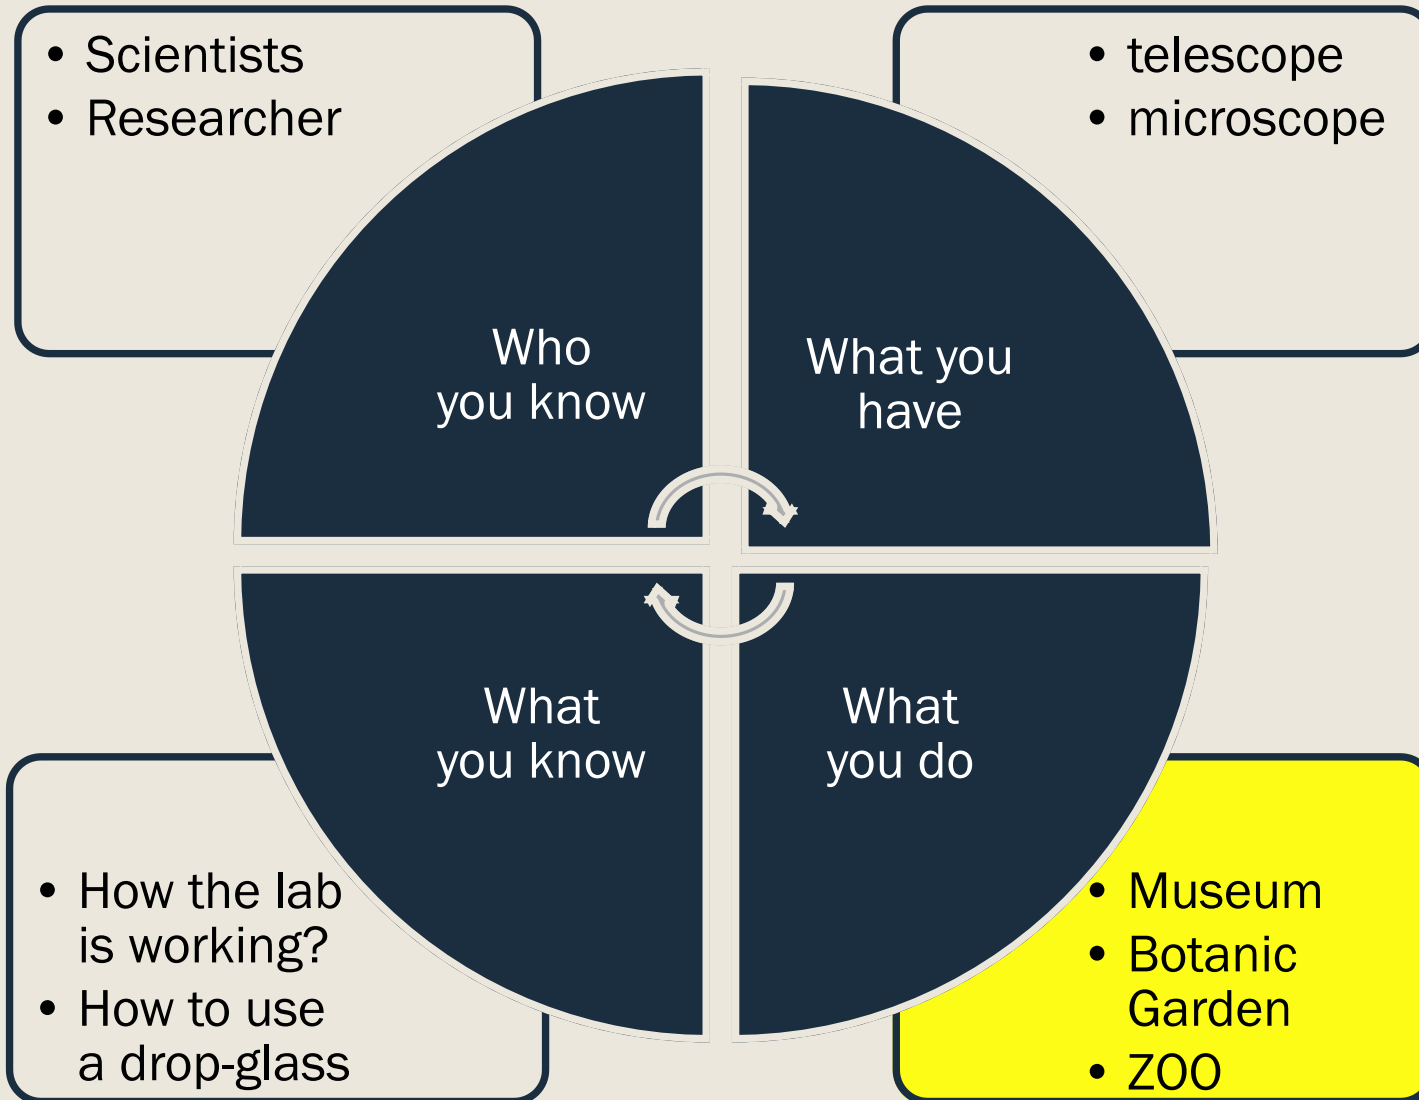 • Scientists
• Researcher
• telescope
• microscope
Who
you know
What you
have
What
you know
What
you do
• How the lab
is working?
• How to use
a drop-glass
• Museum
• Botanic
Garden
• ZOO